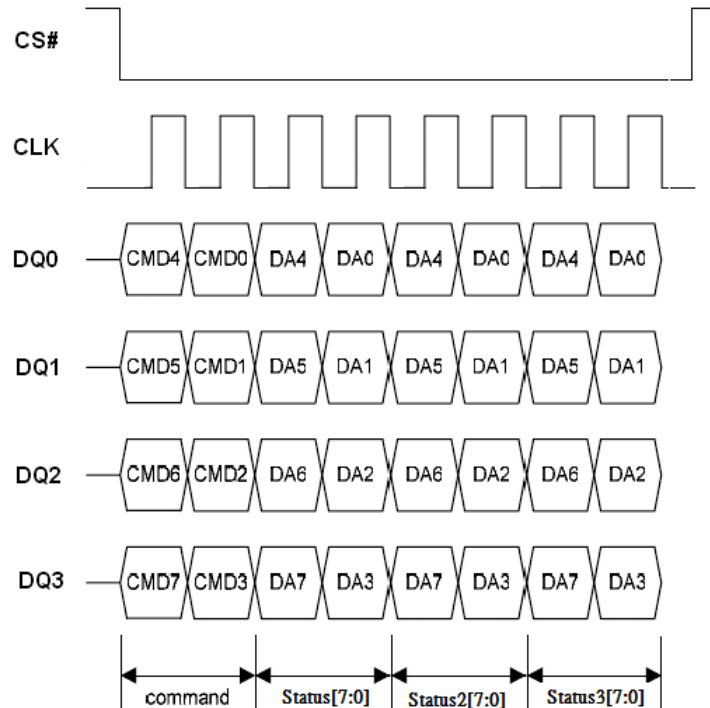 CS#
CLK
DQ0 CMD4 CMD0 DA4 DA0 DA4 DA0 DA4 DA0
DQ1 CMD5 CMD1 DA5 DA1 DA5 DA1 DA5 DA1
DQ2 CMD6 CMD2 DA6 DA2 DA6 DA2 DA6 DA2
DQ3 CMD7 CMD3 DA7 DA3 DA7 DA3 DA7 DA3
command Status[7:0] Status2[7:0] Status3[7:0]